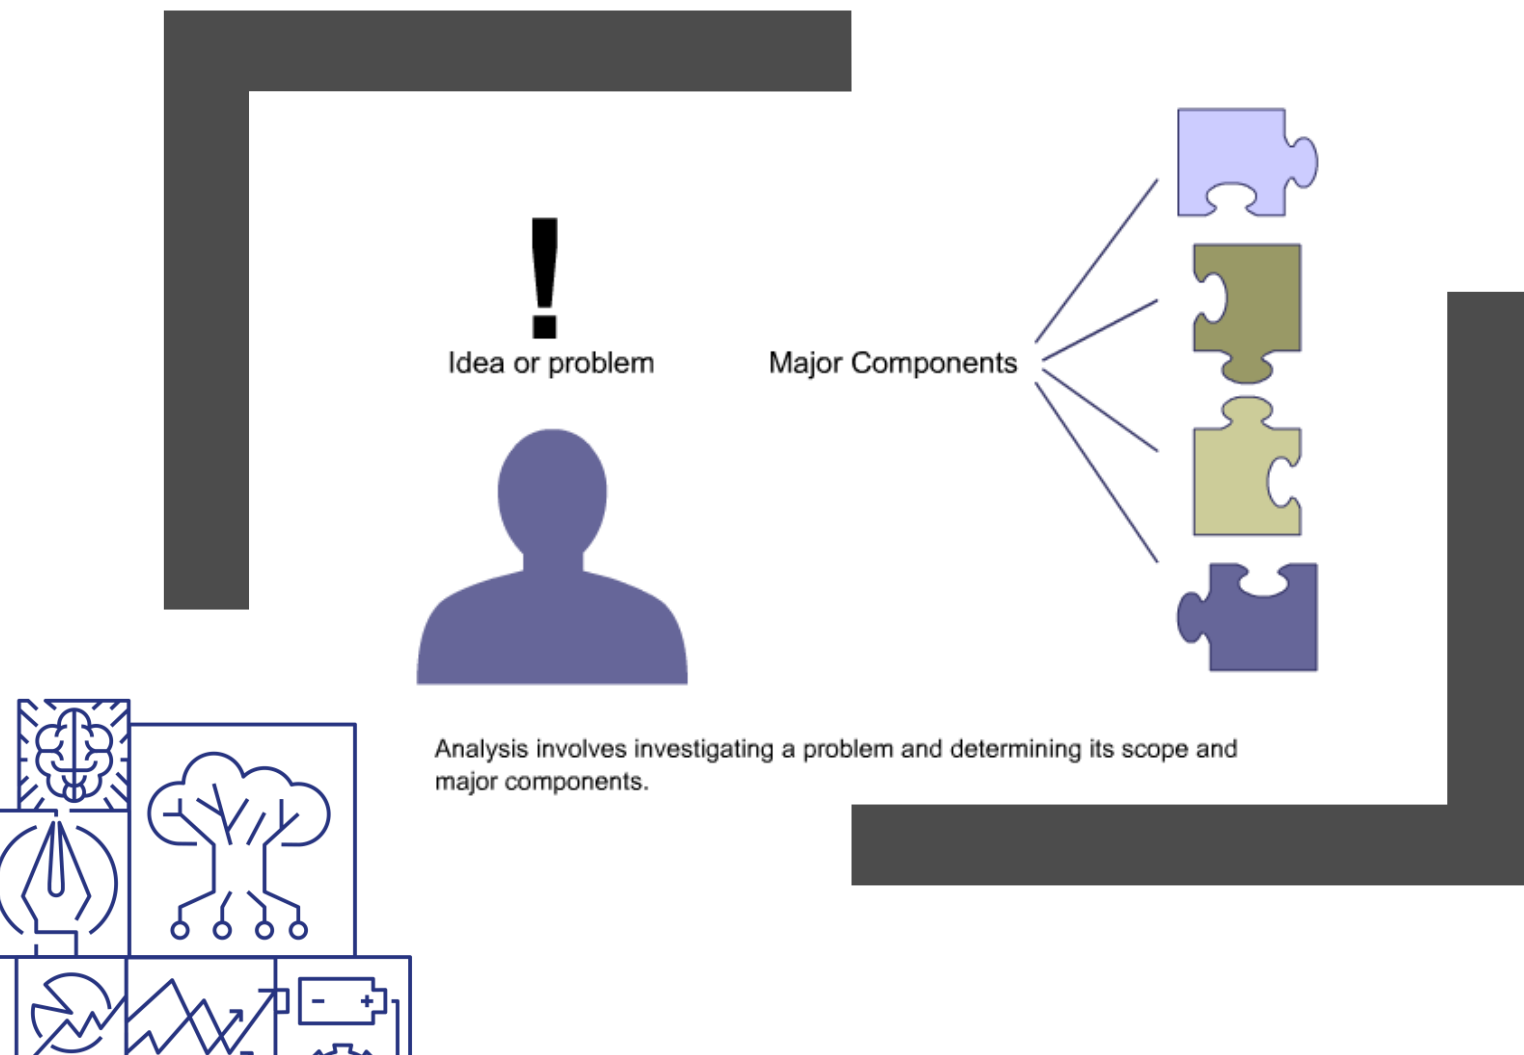 !
Idea or problem
Major Components
Analysis involves investigating a problem and determining its scope and
major components.